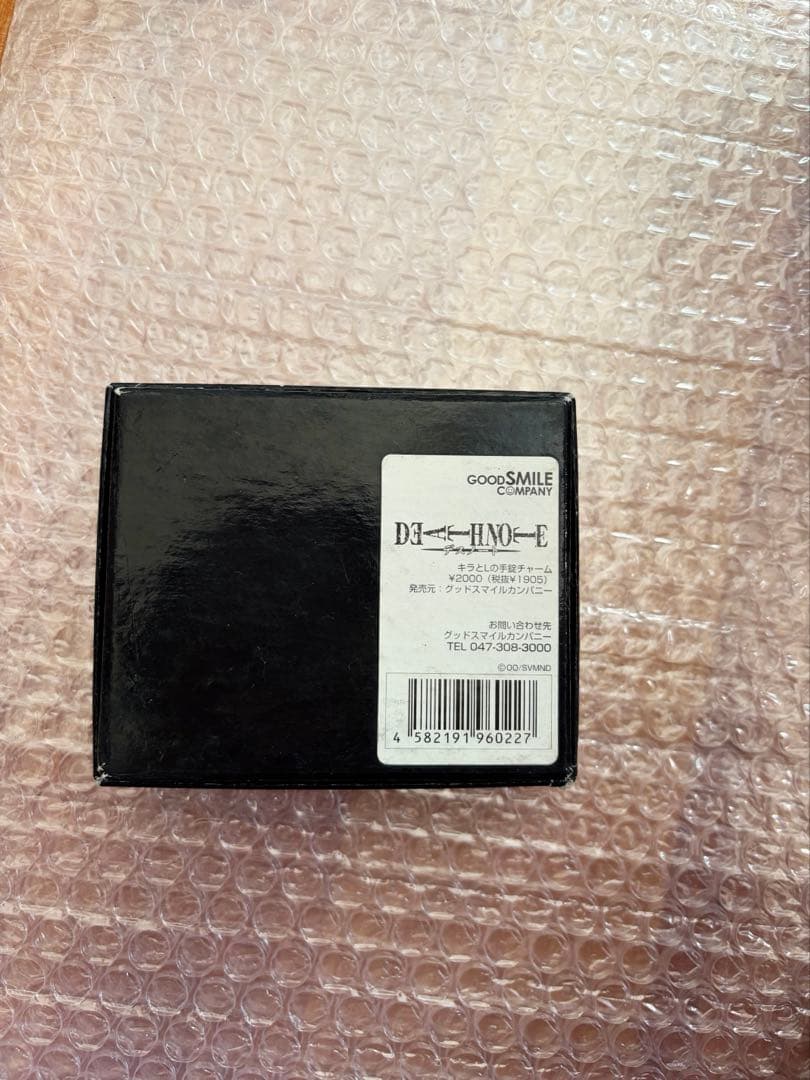 GOODSMILE
COMPANY
DEATHNOTE
デスノート
キラとLの手錠チャーム
¥2000（税抜¥1905）
発売元：グッドスマイルカンパニー
お問い合わせ先
グッドスマイルカンパニー
TEL 047-308-3000
©OO/SVMND
4 582191 960227